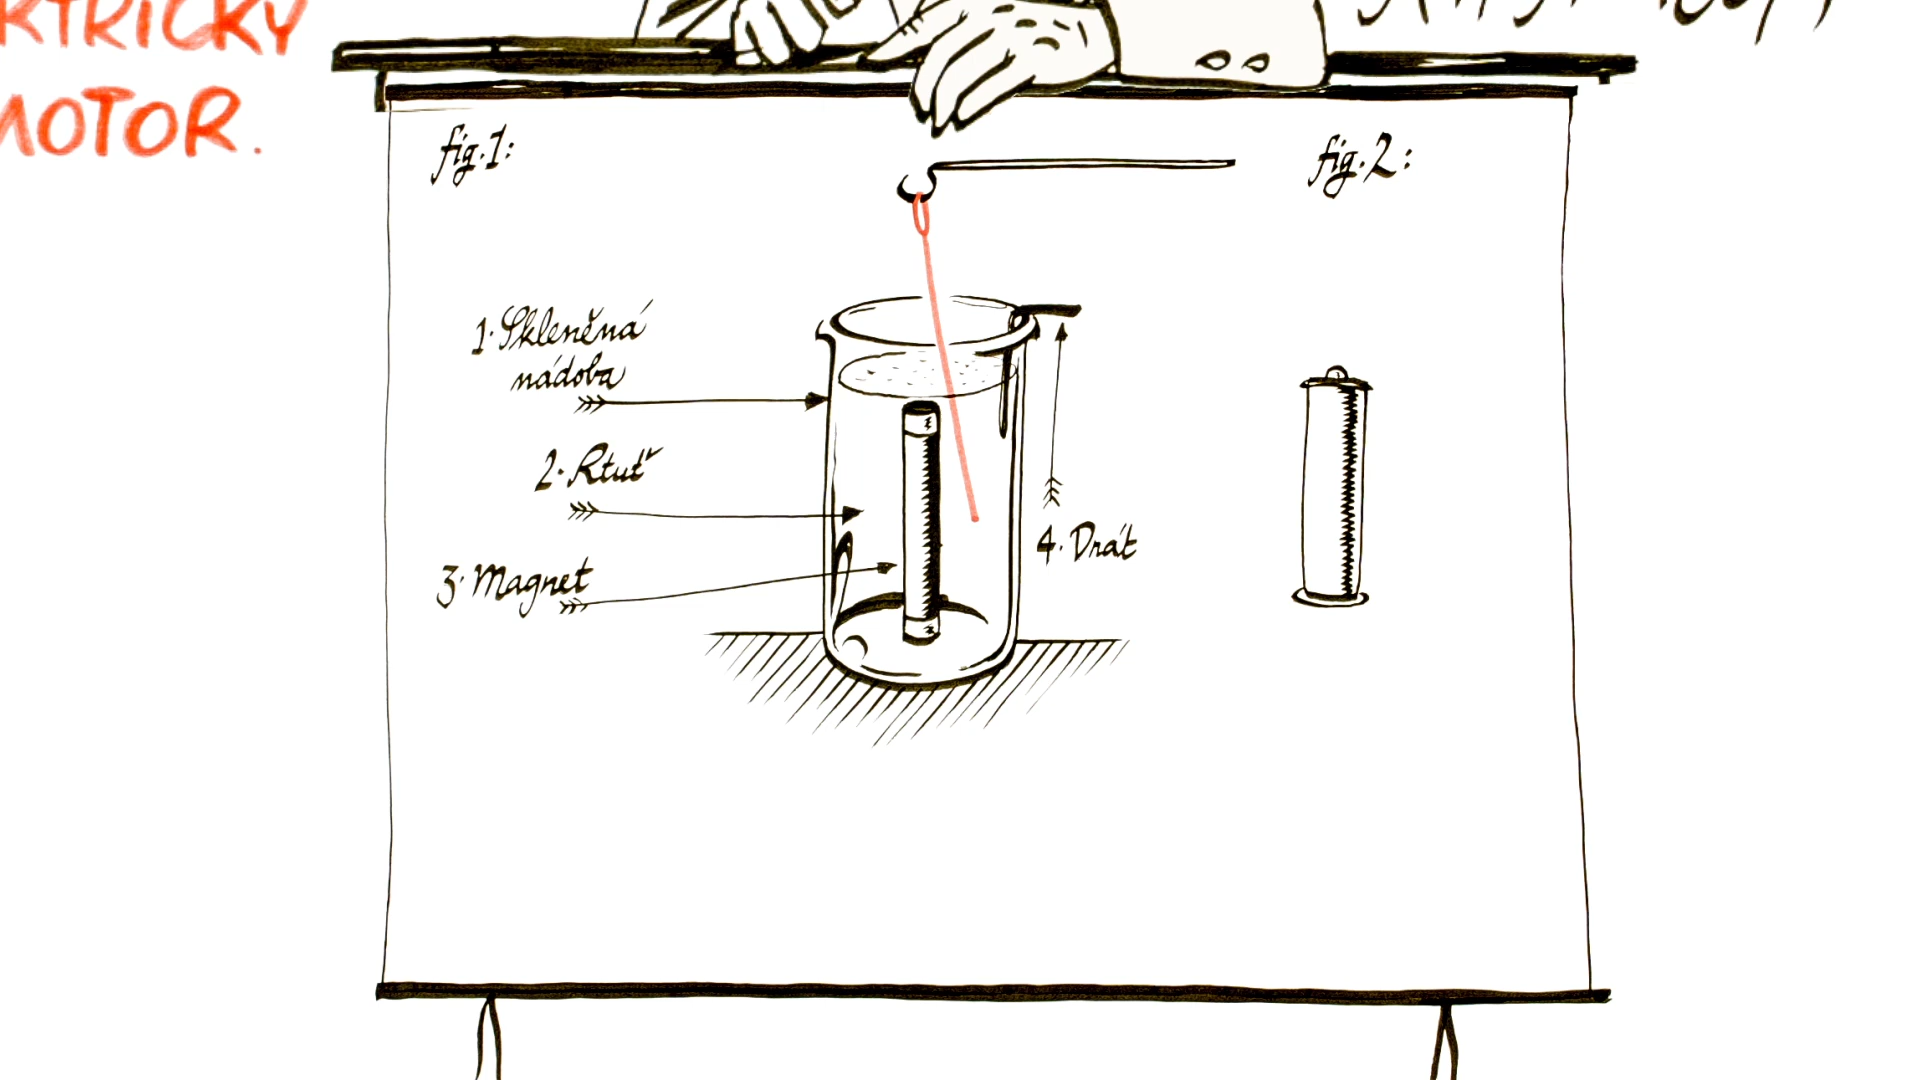 KTRICKÝ
MOTOR.
fig. 1:
fig. 2:
1. Skleněná
nádoba
2. Rtuť
3. Magnet
4. Drát